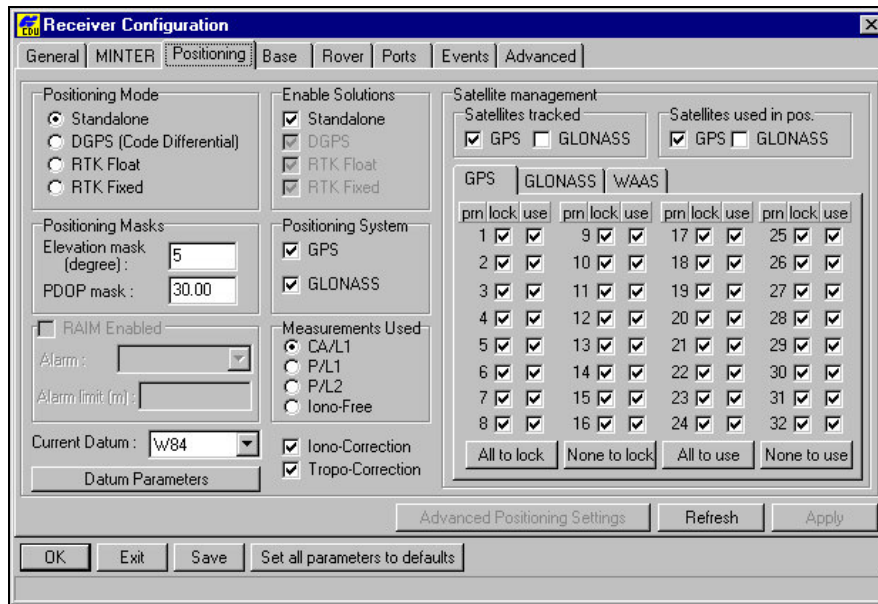 CDU Receiver Configuration
General MINTER Positioning Base Rover Ports Events Advanced
Positioning Mode
Standalone
DGPS (Code Differential)
RTK Float
RTK Fixed
Enable Solutions
Standalone
DGPS
RTK Float
RTK Fixed
Satellite management
Satellites tracked
GPS GLONASS
Satellites used in pos.
GPS GLONASS
Positioning Masks
Elevation mask
(degree) : 5
PDOP mask : 30.00
Positioning System
GPS
GLONASS
RAIM Enabled
Alarm :
Alarm limit (m) :
Measurements Used
CA/L1
P/L1
P/L2
Iono-Free
Current Datum : W84
Datum Parameters
Iono-Correction
Tropo-Correction
GPS GLONASS WAAS
prn lock use prn lock use prn lock use prn lock use
1 9 17 25
2 10 18 26
3 11 19 27
4 12 20 28
5 13 21 29
6 14 22 30
7 15 23 31
8 16 24 32
All to lock None to lock All to use None to use
Advanced Positioning Settings Refresh Apply
OK Exit Save Set all parameters to defaults